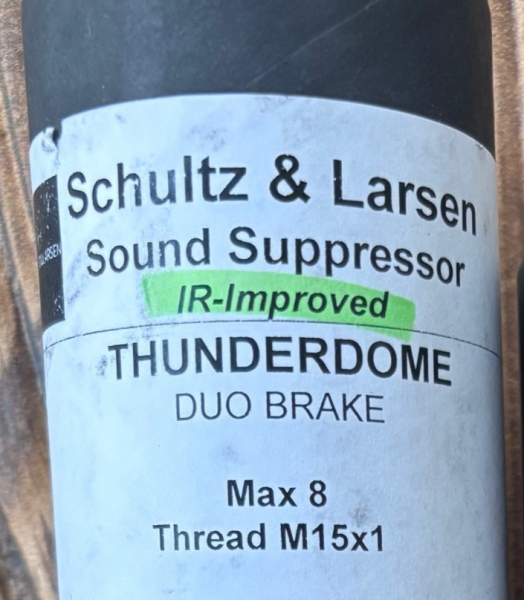 Schultz & Larsen
Sound Suppressor
IR-Improved
THUNDERDOME
DUO BRAKE
Max 8
Thread M15x1